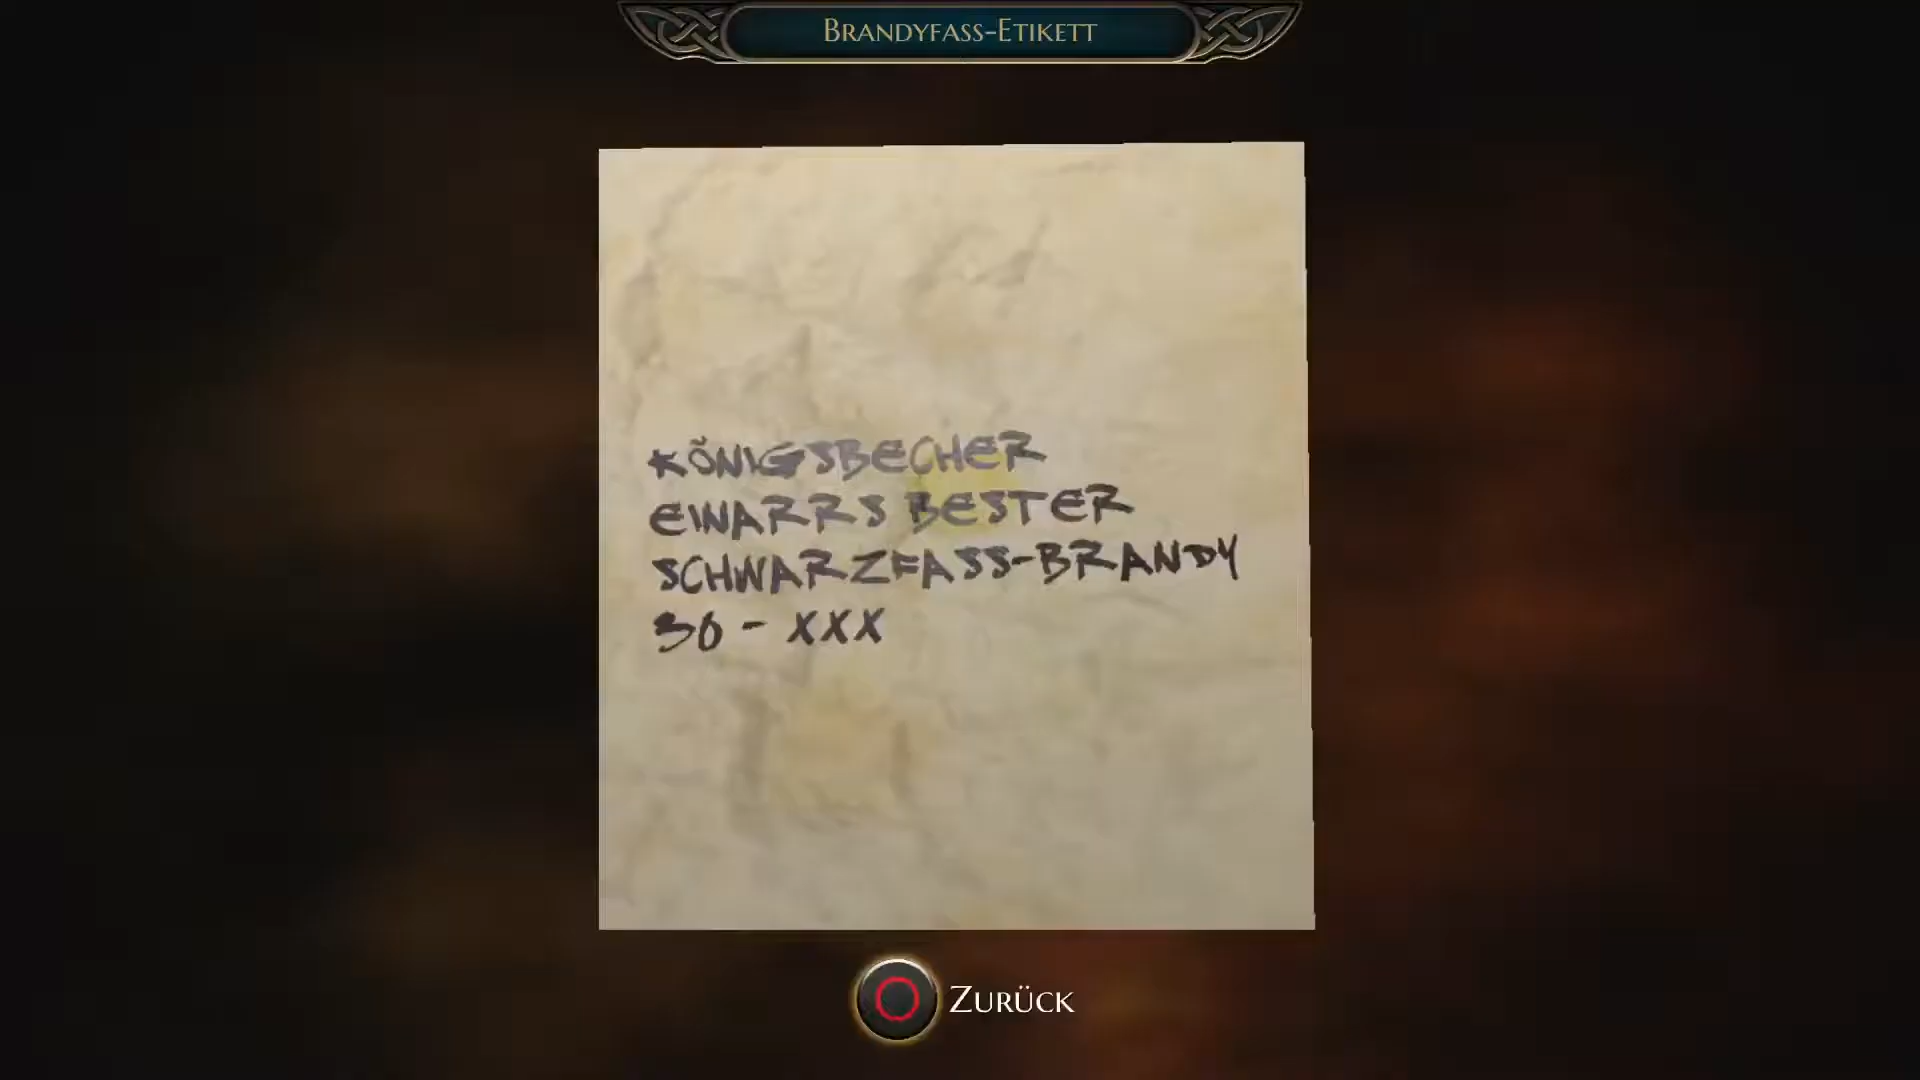 Brandyfass-Etikett
KÖNIGSBECHER
EINARRS BESTER
SCHWARZFASS-BRANDY
30 - XXX
Zurück